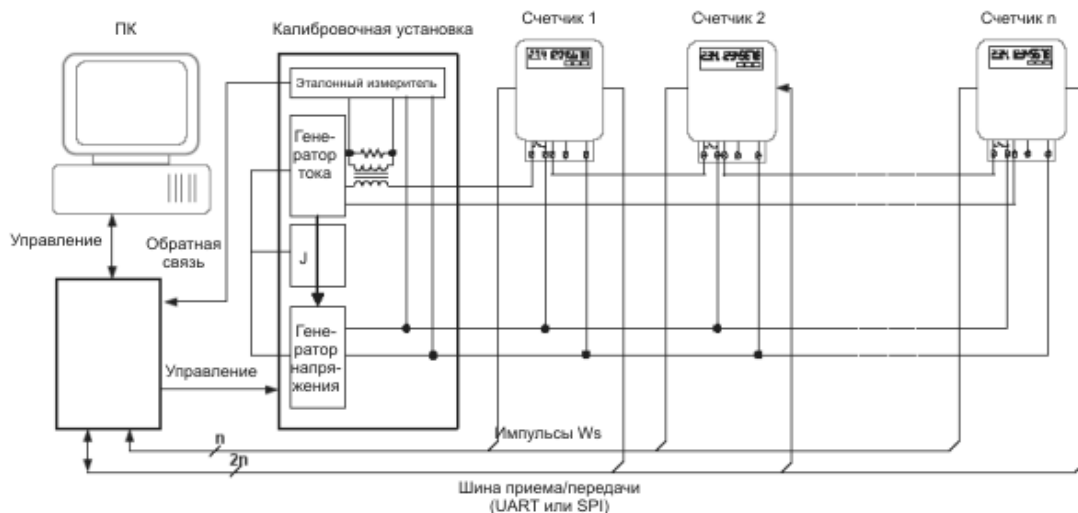 Счетчик 1
Счетчик 2
Счетчик n
ПК
Калибровочная установка
Эталонный измеритель
Гене-
ратор
тока
Управление
Обратная
связь
J
Гене-
ратор
напря-
жения
Управление
n
Импульсы Ws
2n
Шина приема/передачи
(UART или SPI)